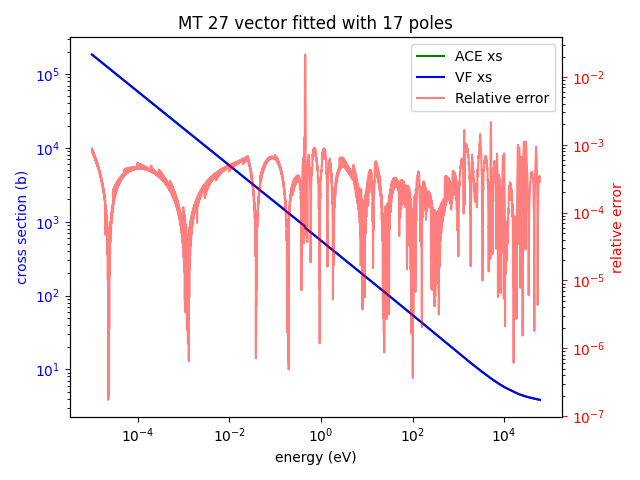 MT 27 vector fitted with 17 poles
ACE xs
VF xs
Relative error
cross section (b)
10^5
10^4
10^3
10^2
10^1
relative error
10^-2
10^-3
10^-4
10^-5
10^-6
10^-7
10^-4
10^-2
10^0
10^2
10^4
energy (eV)